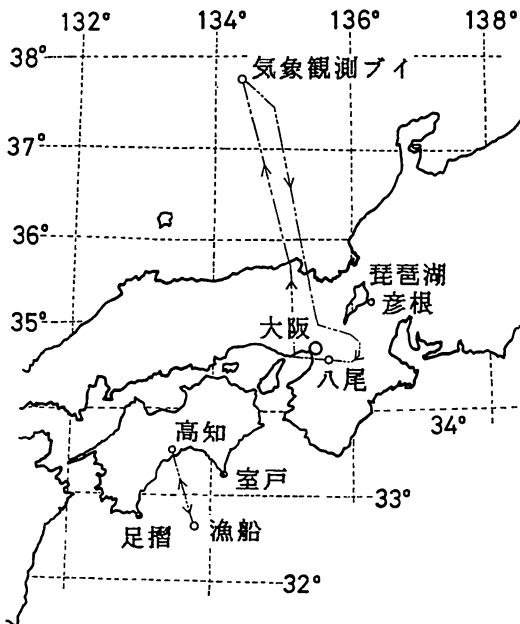 132°
134°
136°
138°
38°
気象観測ブイ
37°
36°
琵琶湖
彦根
35°
大阪
八尾
34°
高知
室戸
33°
足摺
漁船
32°